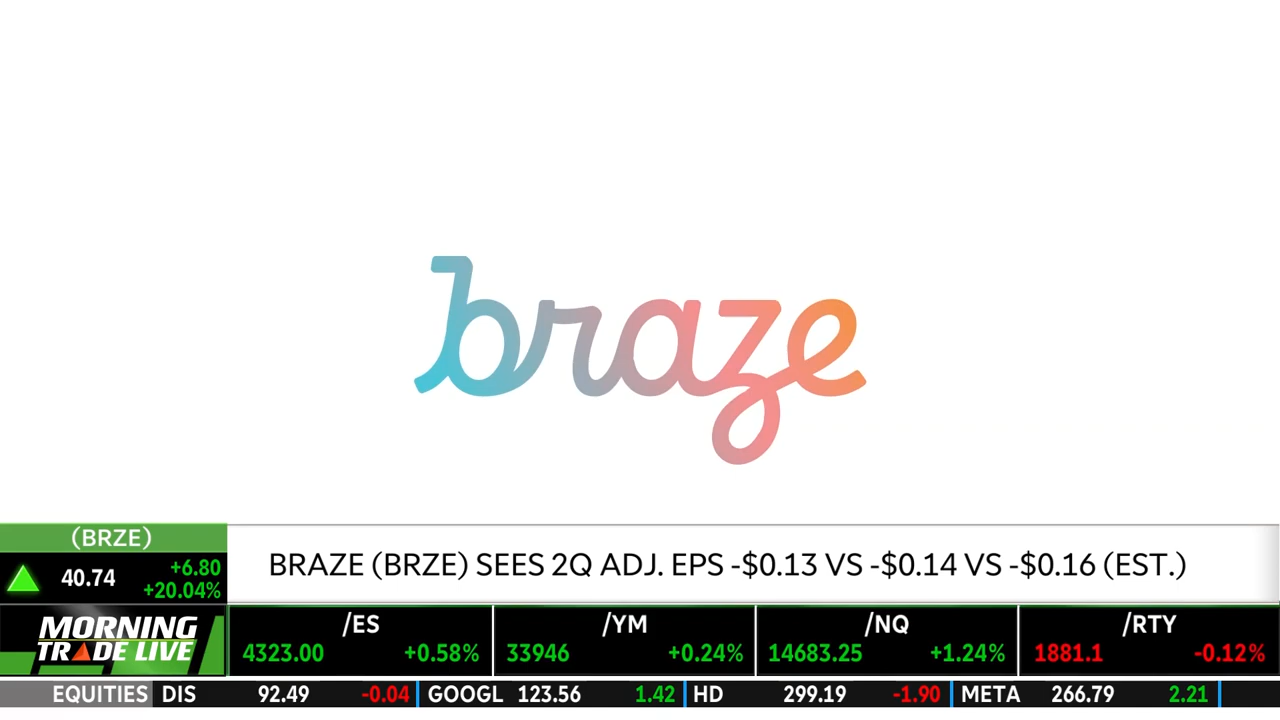 braze
(BRZE)
40.74 +6.80 +20.04%
BRAZE (BRZE) SEES 2Q ADJ. EPS -$0.13 VS -$0.14 VS -$0.16 (EST.)
MORNING
TRADE LIVE
/ES
4323.00 +0.58%
/YM
33946 +0.24%
/NQ
14683.25 +1.24%
/RTY
1881.1 -0.12%
EQUITIES DIS 92.49 -0.04 GOOGL 123.56 1.42 HD 299.19 -1.90 META 266.79 2.21